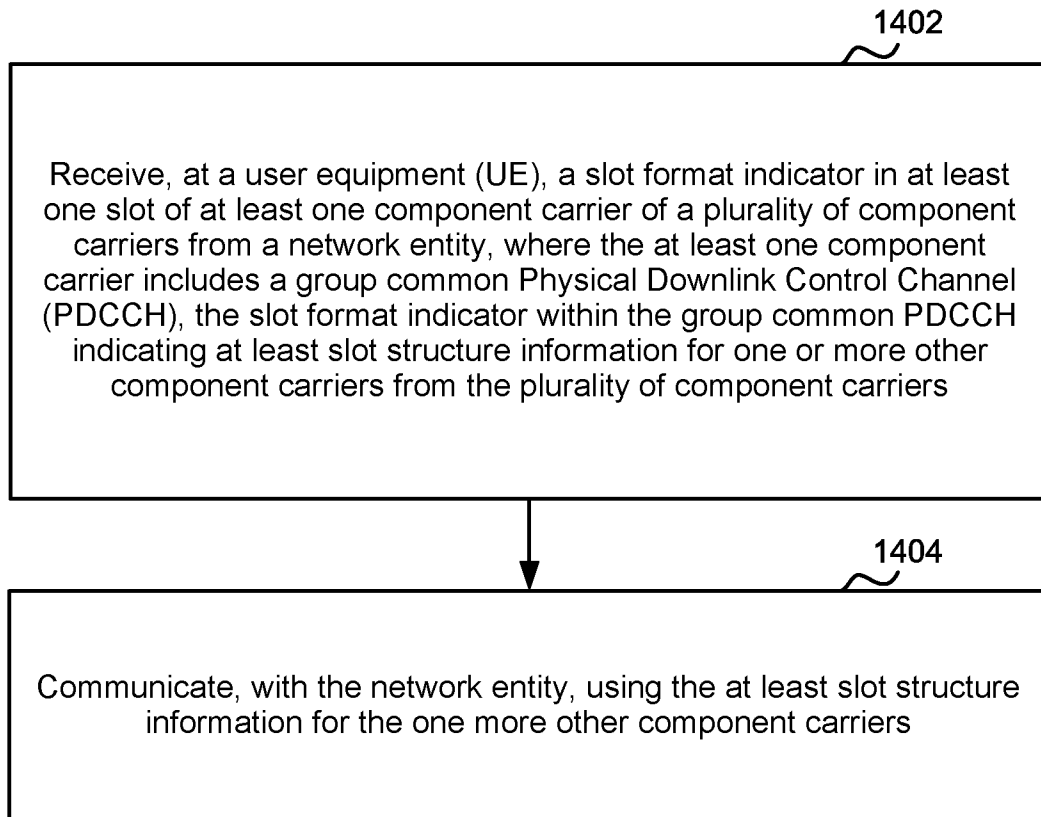 1402
Receive, at a user equipment (UE), a slot format indicator in at least
one slot of at least one component carrier of a plurality of component
carriers from a network entity, where the at least one component
carrier includes a group common Physical Downlink Control Channel
(PDCCH), the slot format indicator within the group common PDCCH
indicating at least slot structure information for one or more other
component carriers from the plurality of component carriers
1404
Communicate, with the network entity, using the at least slot structure
information for the one more other component carriers